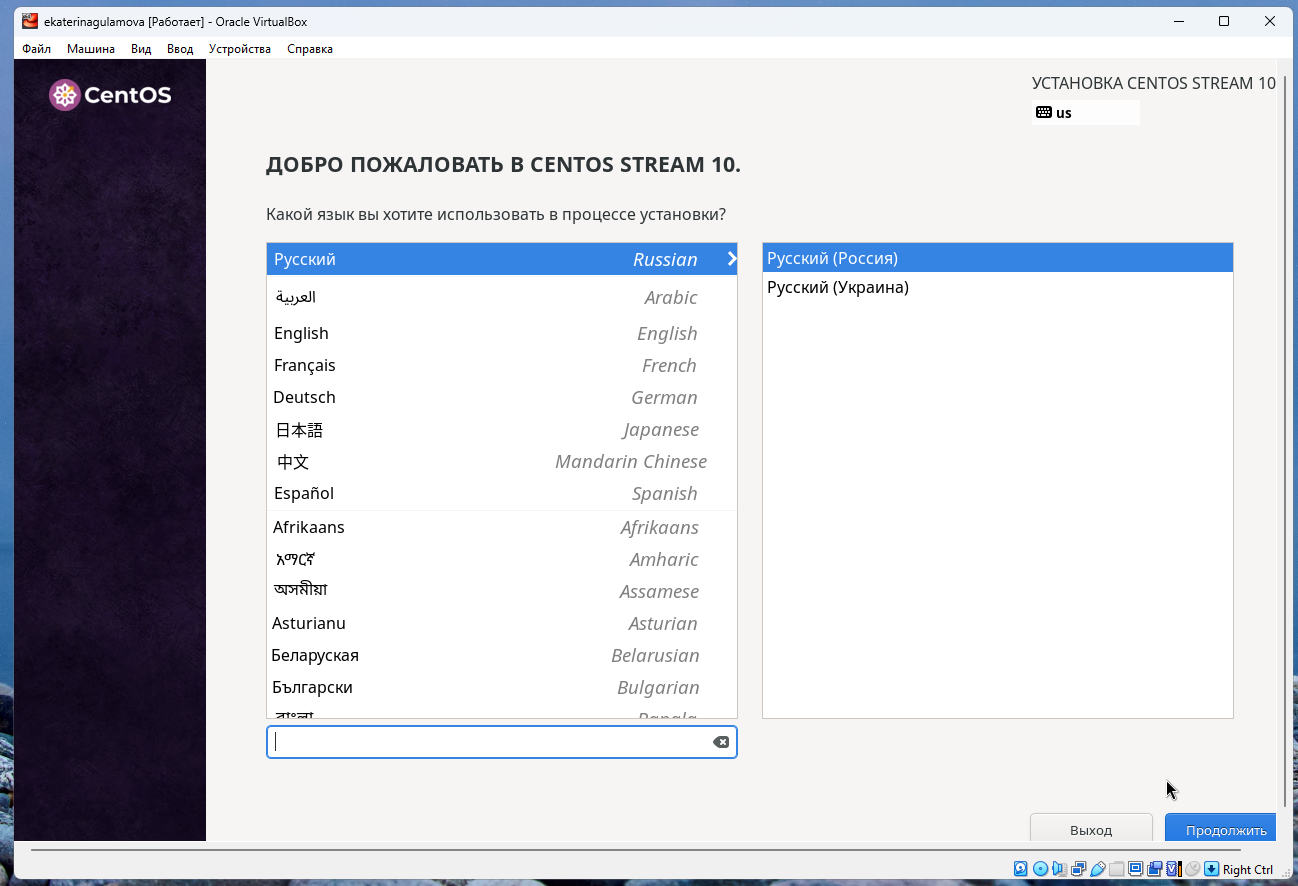 ekaterinagulamova [Работает] - Oracle VirtualBox
Файл Машина Вид Ввод Устройства Справка
CentOS
УСТАНОВКА CENTOS STREAM 10
us
ДОБРО ПОЖАЛОВАТЬ В CENTOS STREAM 10.
Какой язык вы хотите использовать в процессе установки?
Русский Russian
العربية Arabic
English English
Français French
Deutsch German
日本語 Japanese
中文 Mandarin Chinese
Español Spanish
Afrikaans Afrikaans
አማርኛ Amharic
অসমীয়া Assamese
Asturianu Asturian
Беларуская Belarusian
Български Bulgarian
বাংলা Bangla
Русский (Россия)
Русский (Украина)
Выход Продолжить
Right Ctrl